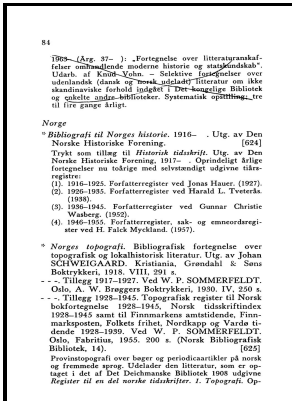 84
1963– (Årg. 37– ): „Fortegnelse over litteraturanskaf-
felser omhandlende moderne historie og statskundskab“.
Udarb. af Knud Vohn. – Selektive fortegnelser over
udenlandsk (dansk og norsk udeladt) litteratur om ikke
skandinaviske forhold indgået i Det kongelige Bibliotek
og enkelte andre biblioteker. Systematisk opstilling; tre
til fire gange årligt.
Norge
* Bibliografi til Norges historie. 1916– . Utg. av Den
Norske Historiske Forening. [624]
Trykt som tillæg til Historisk tidsskrift. Utg. av Den
Norske Historiske Forening, 1917– . Oprindeligt årlige
fortegnelser nu toårige med selvstændigt udgivne tiårs-
registre:
(1). 1916–1925. Forfatterregister ved Jonas Hauer. (1927).
(2). 1926–1935. Forfatterregister ved Harald L. Tveterås.
(1938).
(3). 1936–1945. Forfatterregister ved Gunnar Christie
Wasberg. (1952).
(4). 1946–1955. Forfatterregister, sak- og emneordsregi-
ster ved H. Falck Myckland. (1957).
* Norges topografi. Bibliografisk fortegnelse over
topografisk og lokalhistorisk literatur. Utg. av Johan
SCHWEIGAARD. Kristiania, Grøndahl & Søns
Boktrykkeri, 1918. VIII, 291 s.
- - -. Tillegg 1917–1927. Ved W. P. SOMMERFELDT.
Oslo, A. W. Brøggers Boktrykkeri, 1930. IV, 250 s.
- - -. Tillegg 1928–1945. Topografisk register til Norsk
bokfortegnelse 1928–1945, Norsk tidsskriftindex
1928–1945 samt til Finnmarkens amtstidende, Finn-
marksposten, Folkets frihet, Nordkapp og Vardø ti-
dende 1928–1939. Ved W. P. SOMMERFELDT.
Oslo, Fabritius, 1955. 200 s. (Norsk Bibliografisk
Bibliotek, 14). [625]
Provinstopografi over bøger og periodicaartikler på norsk
og fremmede sprog. Udelader den litteratur, som er op-
taget i det af Det Deichmanske Bibliotek 1908 udgivne
Register til en del norske tidsskrifter. 1. Topografi. Op-